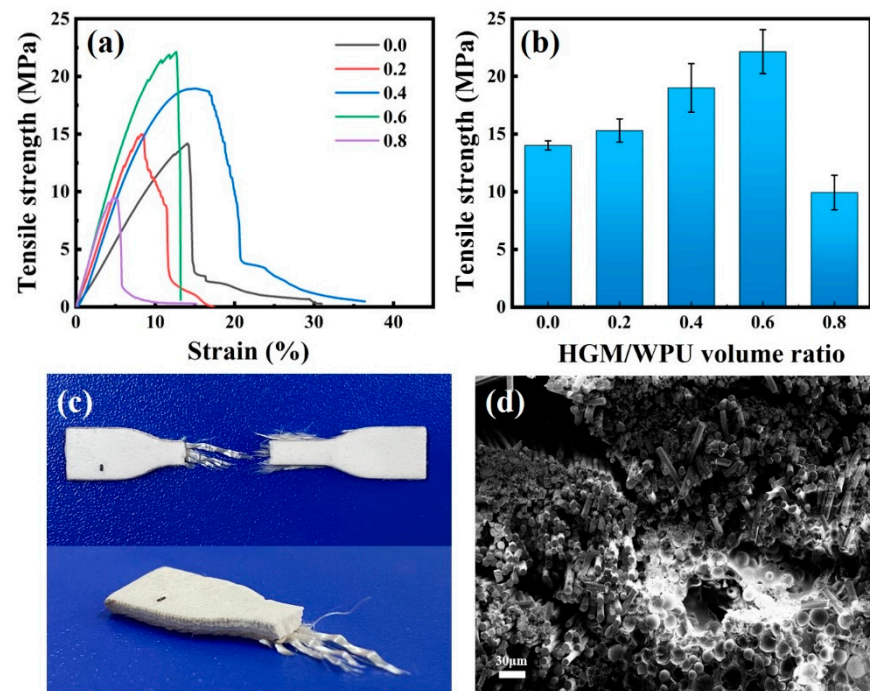 (a)
25
20
15
10
5
0
Tensile strength (MPa)
0.0
0.2
0.4
0.6
0.8
0 10 20 30 40
Strain (%)
(b)
25
20
15
10
5
0
Tensile strength (MPa)
0.0 0.2 0.4 0.6 0.8
HGM/WPU volume ratio
(c)
(d)
30μm